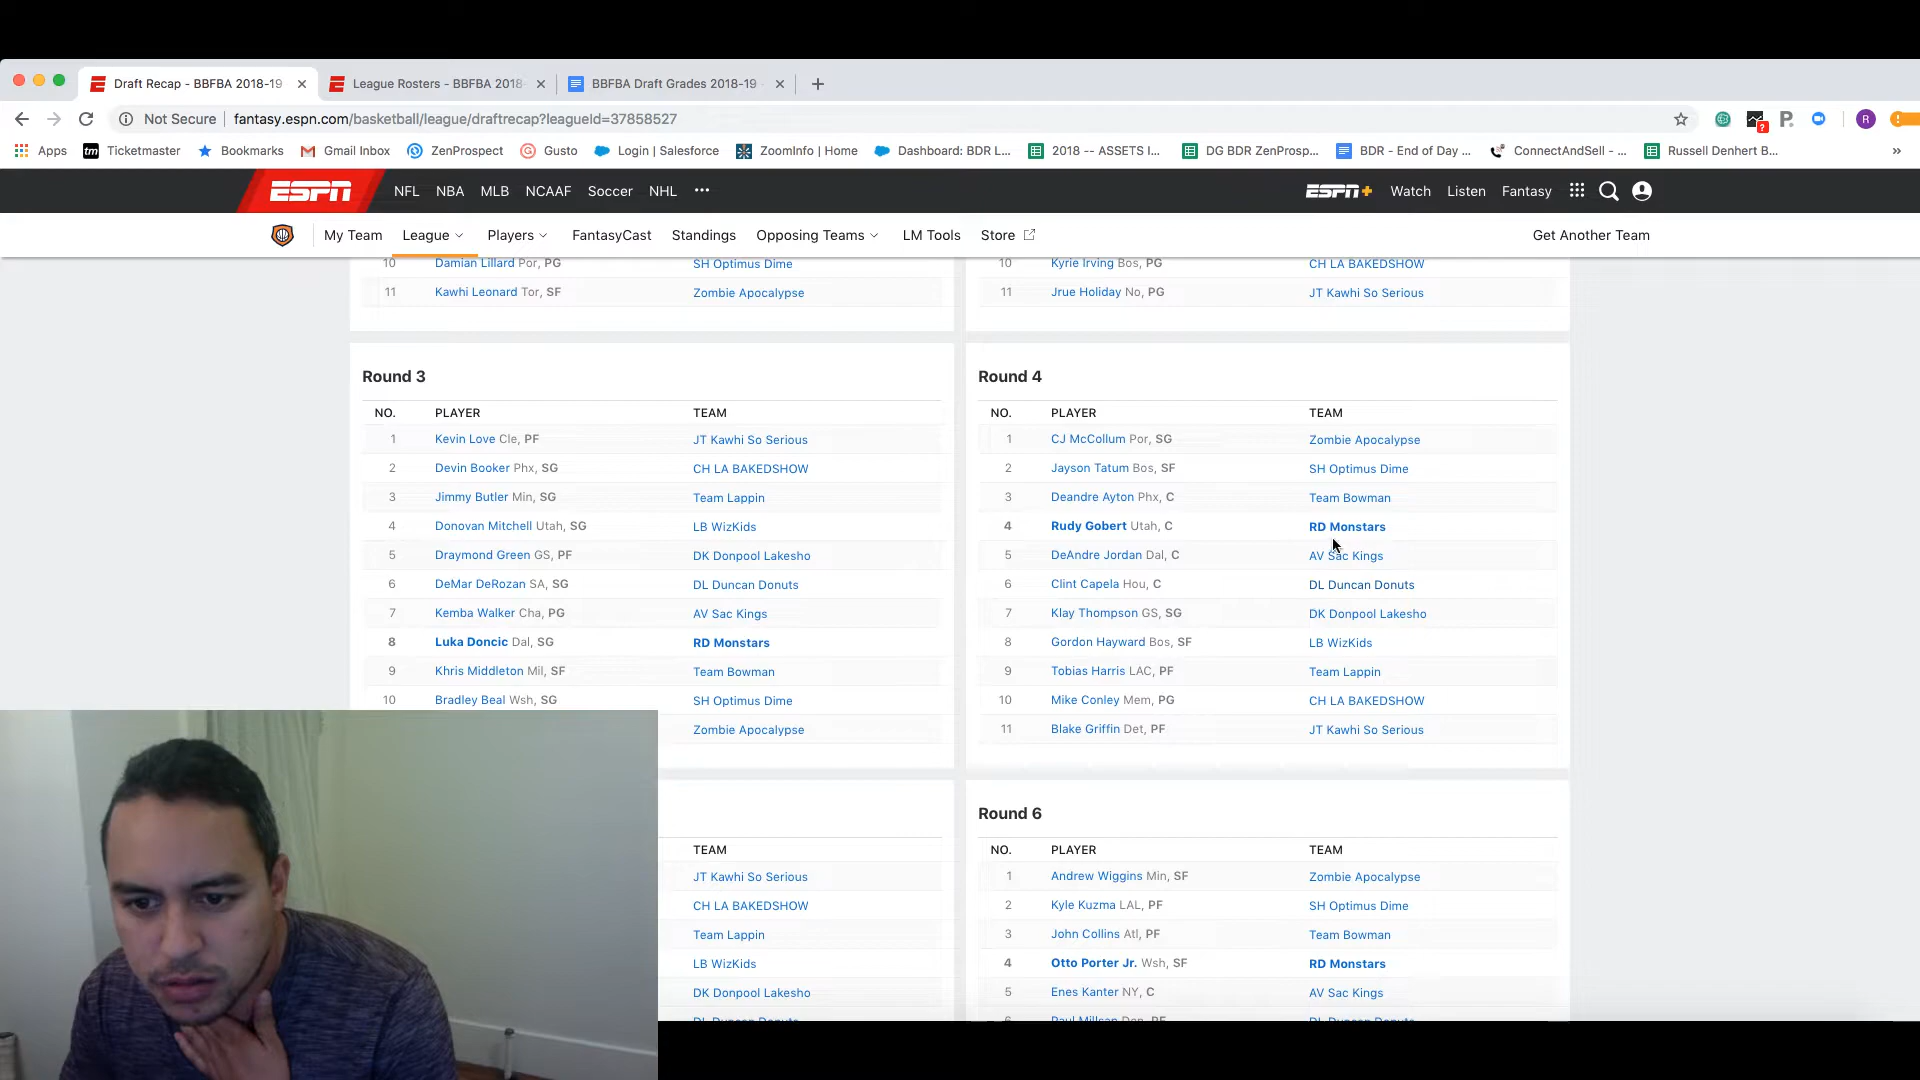 Draft Recap - BBFBA 2018-19
League Rosters - BBFBA 2018-
BBFBA Draft Grades 2018-19
Not Secure
fantasy.espn.com/basketball/league/draftrecap?leagueId=37858527
R
Apps
tm Ticketmaster
Bookmarks
Gmail Inbox
ZenProspect
Gusto
Login | Salesforce
ZoomInfo | Home
Dashboard: BDR L...
2018 -- ASSETS I...
DG BDR ZenProsp...
BDR - End of Day ...
ConnectAndSell - ...
Russell Denhert B...
»
ESPN NFL NBA MLB NCAAF Soccer NHL ••• ESPN+ Watch Listen Fantasy
My Team League Players FantasyCast Standings Opposing Teams LM Tools Store Get Another Team
10 Damian Lillard Por, PG SH Optimus Dime
11 Kawhi Leonard Tor, SF Zombie Apocalypse
10 Kyrie Irving Bos, PG CH LA BAKEDSHOW
11 Jrue Holiday No, PG JT Kawhi So Serious
Round 3
NO. PLAYER TEAM
1 Kevin Love Cle, PF JT Kawhi So Serious
2 Devin Booker Phx, SG CH LA BAKEDSHOW
3 Jimmy Butler Min, SG Team Lappin
4 Donovan Mitchell Utah, SG LB WizKids
5 Draymond Green GS, PF DK Donpool Lakesho
6 DeMar DeRozan SA, SG DL Duncan Donuts
7 Kemba Walker Cha, PG AV Sac Kings
8 Luka Doncic Dal, SG RD Monstars
9 Khris Middleton Mil, SF Team Bowman
10 Bradley Beal Wsh, SG SH Optimus Dime
Zombie Apocalypse
Round 4
NO. PLAYER TEAM
1 CJ McCollum Por, SG Zombie Apocalypse
2 Jayson Tatum Bos, SF SH Optimus Dime
3 Deandre Ayton Phx, C Team Bowman
4 Rudy Gobert Utah, C RD Monstars
5 DeAndre Jordan Dal, C AV Sac Kings
6 Clint Capela Hou, C DL Duncan Donuts
7 Klay Thompson GS, SG DK Donpool Lakesho
8 Gordon Hayward Bos, SF LB WizKids
9 Tobias Harris LAC, PF Team Lappin
10 Mike Conley Mem, PG CH LA BAKEDSHOW
11 Blake Griffin Det, PF JT Kawhi So Serious
TEAM
JT Kawhi So Serious
CH LA BAKEDSHOW
Team Lappin
LB WizKids
DK Donpool Lakesho
DL Duncan Donuts
Round 6
NO. PLAYER TEAM
1 Andrew Wiggins Min, SF Zombie Apocalypse
2 Kyle Kuzma LAL, PF SH Optimus Dime
3 John Collins Atl, PF Team Bowman
4 Otto Porter Jr. Wsh, SF RD Monstars
5 Enes Kanter NY, C AV Sac Kings
6 Paul Millsap Den, PF DL Duncan Donuts